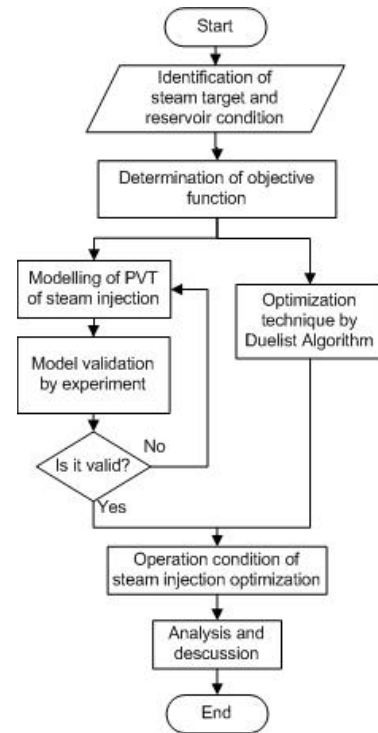 Start
Identification of
steam target and
reservoir condition
Determination of objective
function
Modelling of PVT
of steam injection
Optimization
technique by
Duelist Algorithm
Model validation
by experiment
No
Is it valid?
Yes
Operation condition of
steam injection optimization
Analysis and
descussion
End